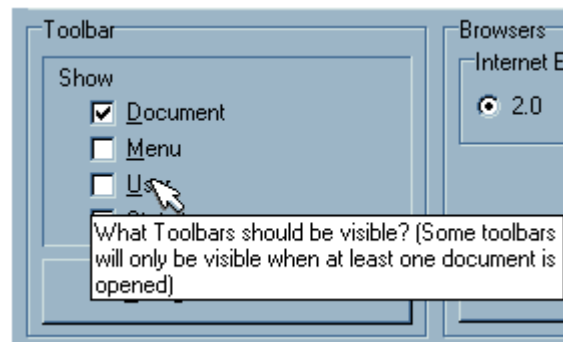 Toolbar
Show
Document
Menu
User
What Toolbars should be visible? (Some toolbars
will only be visible when at least one document is
opened)
Browsers
Internet E
2.0